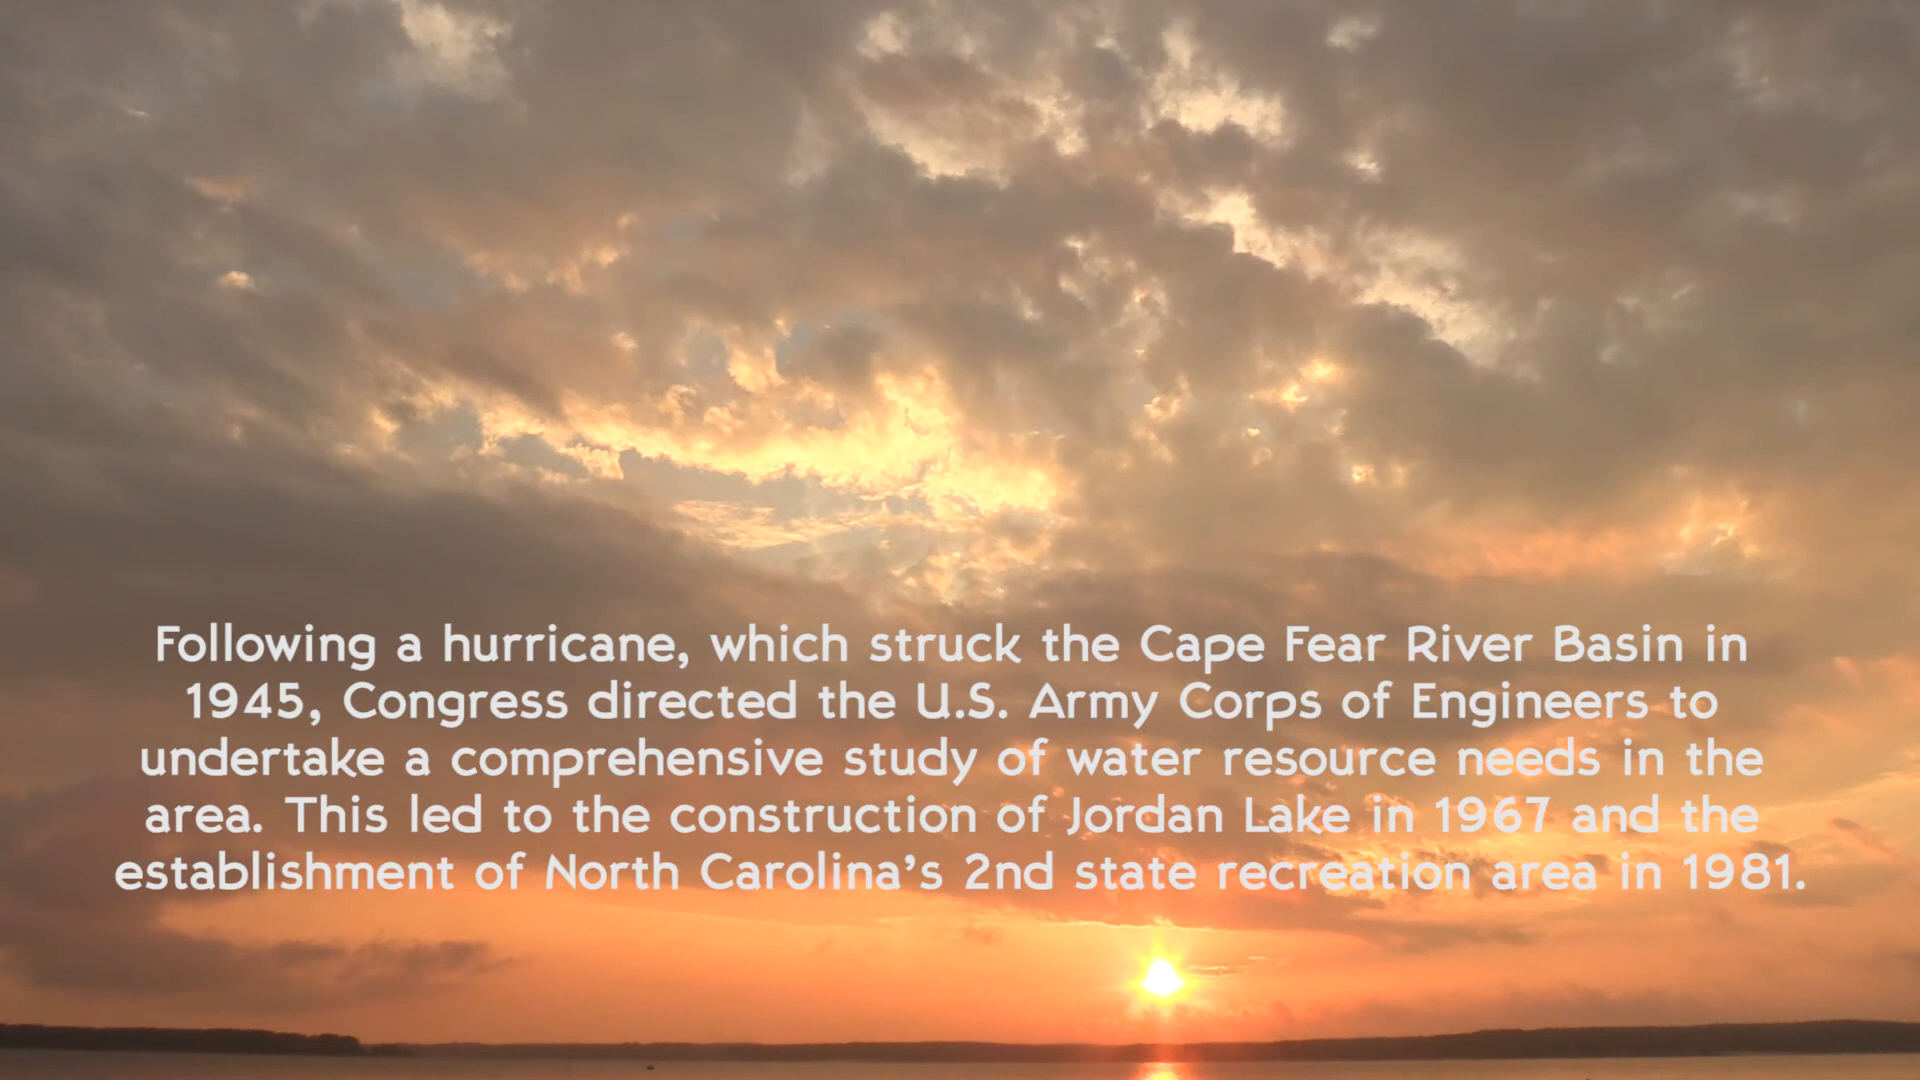 Following a hurricane, which struck the Cape Fear River Basin in
1945, Congress directed the U.S. Army Corps of Engineers to
undertake a comprehensive study of water resource needs in the
area. This led to the construction of Jordan Lake in 1967 and the
establishment of North Carolina's 2nd state recreation area in 1981.